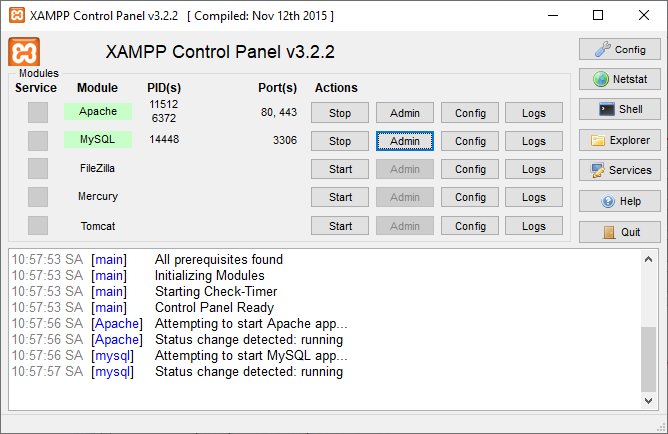 XAMPP Control Panel v3.2.2 [ Compiled: Nov 12th 2015 ]
XAMPP Control Panel v3.2.2
Config
Netstat
Shell
Explorer
Services
Help
Quit
Modules
Service Module PID(s) Port(s) Actions
Apache 11512 6372 80, 443 Stop Admin Config Logs
MySQL 14448 3306 Stop Admin Config Logs
FileZilla Start Admin Config Logs
Mercury Start Admin Config Logs
Tomcat Start Admin Config Logs
10:57:53 SA [main] All prerequisites found
10:57:53 SA [main] Initializing Modules
10:57:53 SA [main] Starting Check-Timer
10:57:53 SA [main] Control Panel Ready
10:57:56 SA [Apache] Attempting to start Apache app...
10:57:56 SA [Apache] Status change detected: running
10:57:56 SA [mysql] Attempting to start MySQL app...
10:57:57 SA [mysql] Status change detected: running